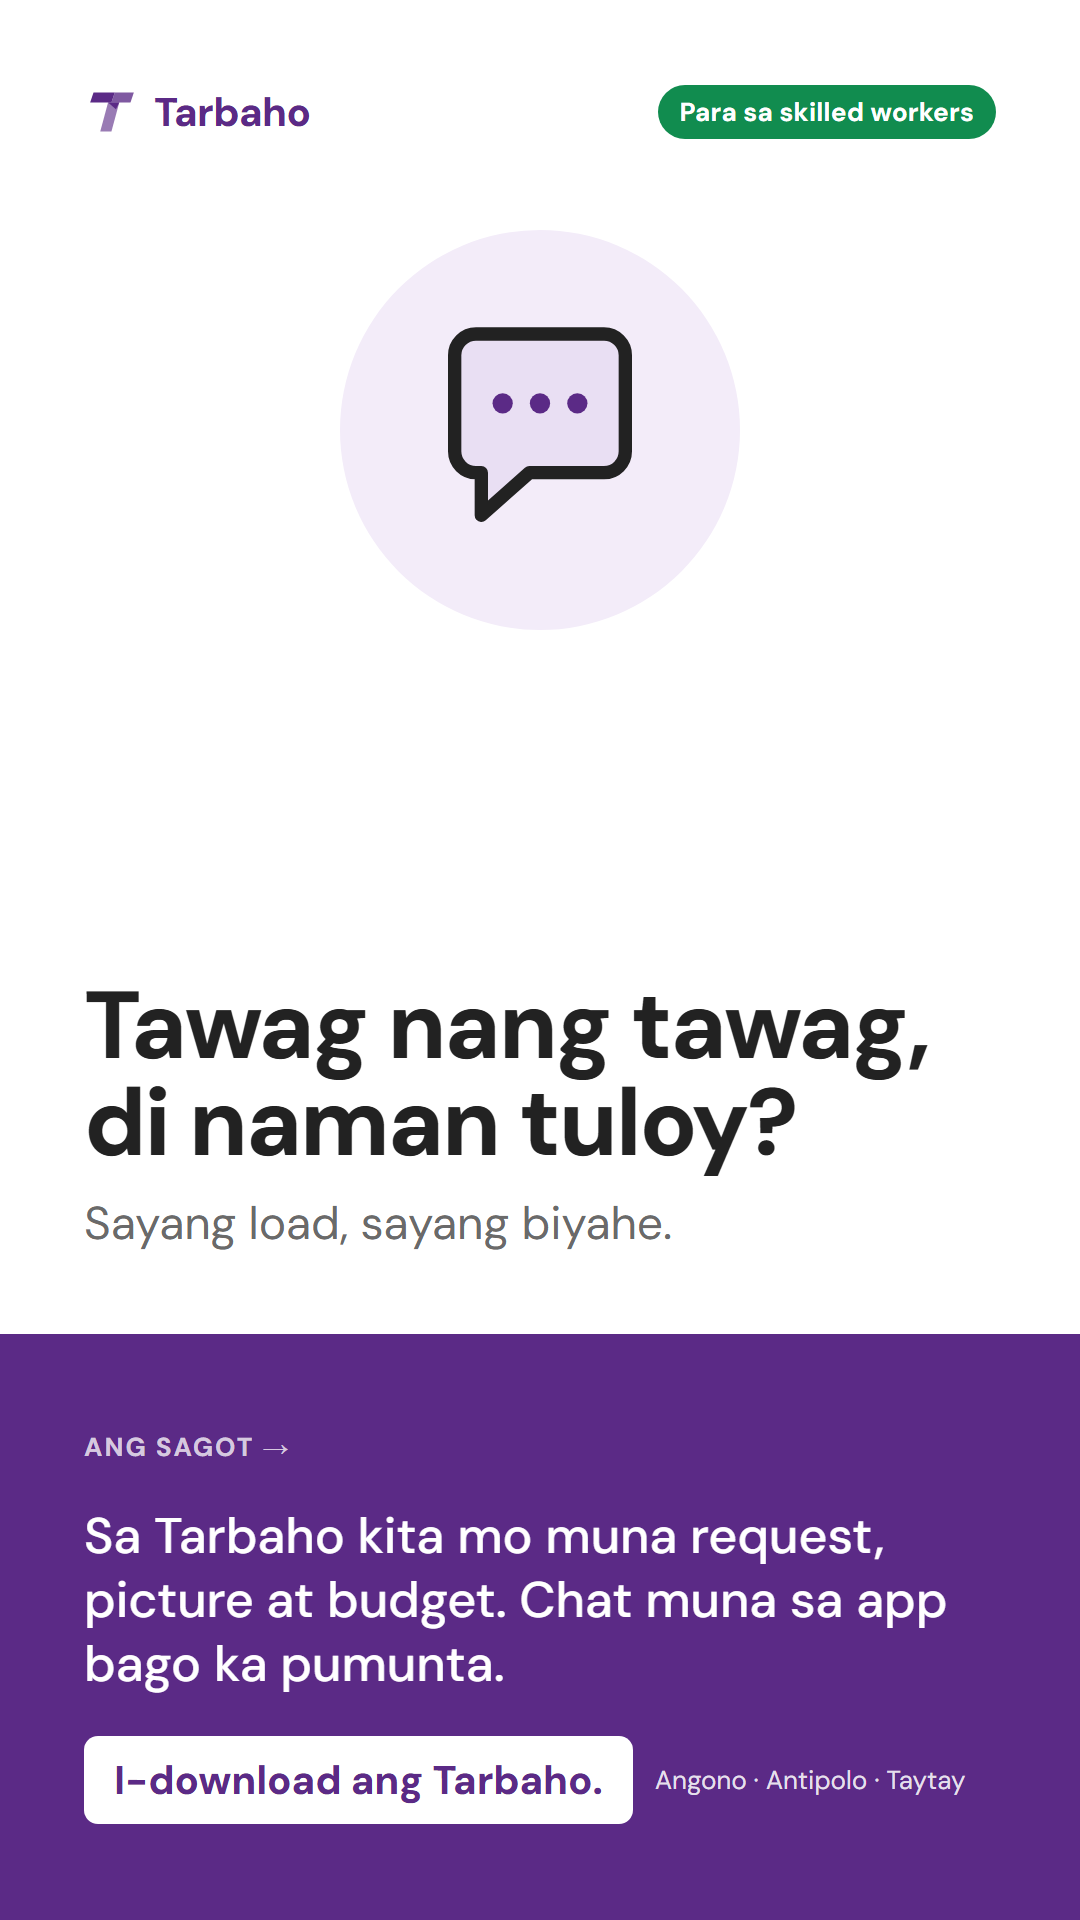 Tarbaho
Para sa skilled workers
Tawag nang tawag,
di naman tuloy?
Sayang load, sayang biyahe.
ANG SAGOT →
Sa Tarbaho kita mo muna request,
picture at budget. Chat muna sa app
bago ka pumunta.
I-download ang Tarbaho.
Angono · Antipolo · Taytay